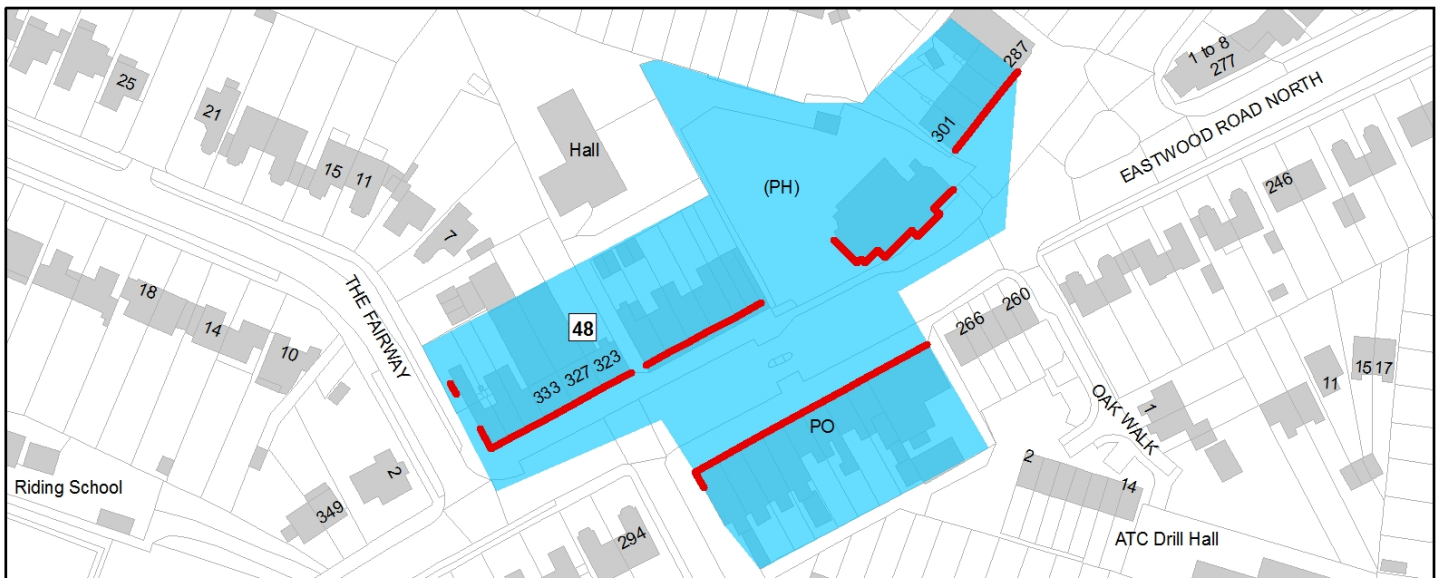 25
21
15
11
7
Hall
(PH)
287
301
1 to 8
277
EASTWOOD ROAD NORTH
246
18
14
10
THE FAIRWAY
48
333 327 323
266
260
PO
OAK WALK
1
11
15 17
Riding School
349
2
294
2
14
ATC Drill Hall